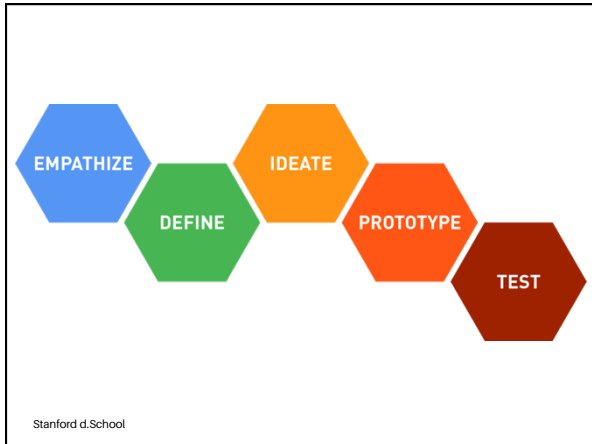 EMPATHIZE
DEFINE
IDEATE
PROTOTYPE
TEST
Stanford d.School